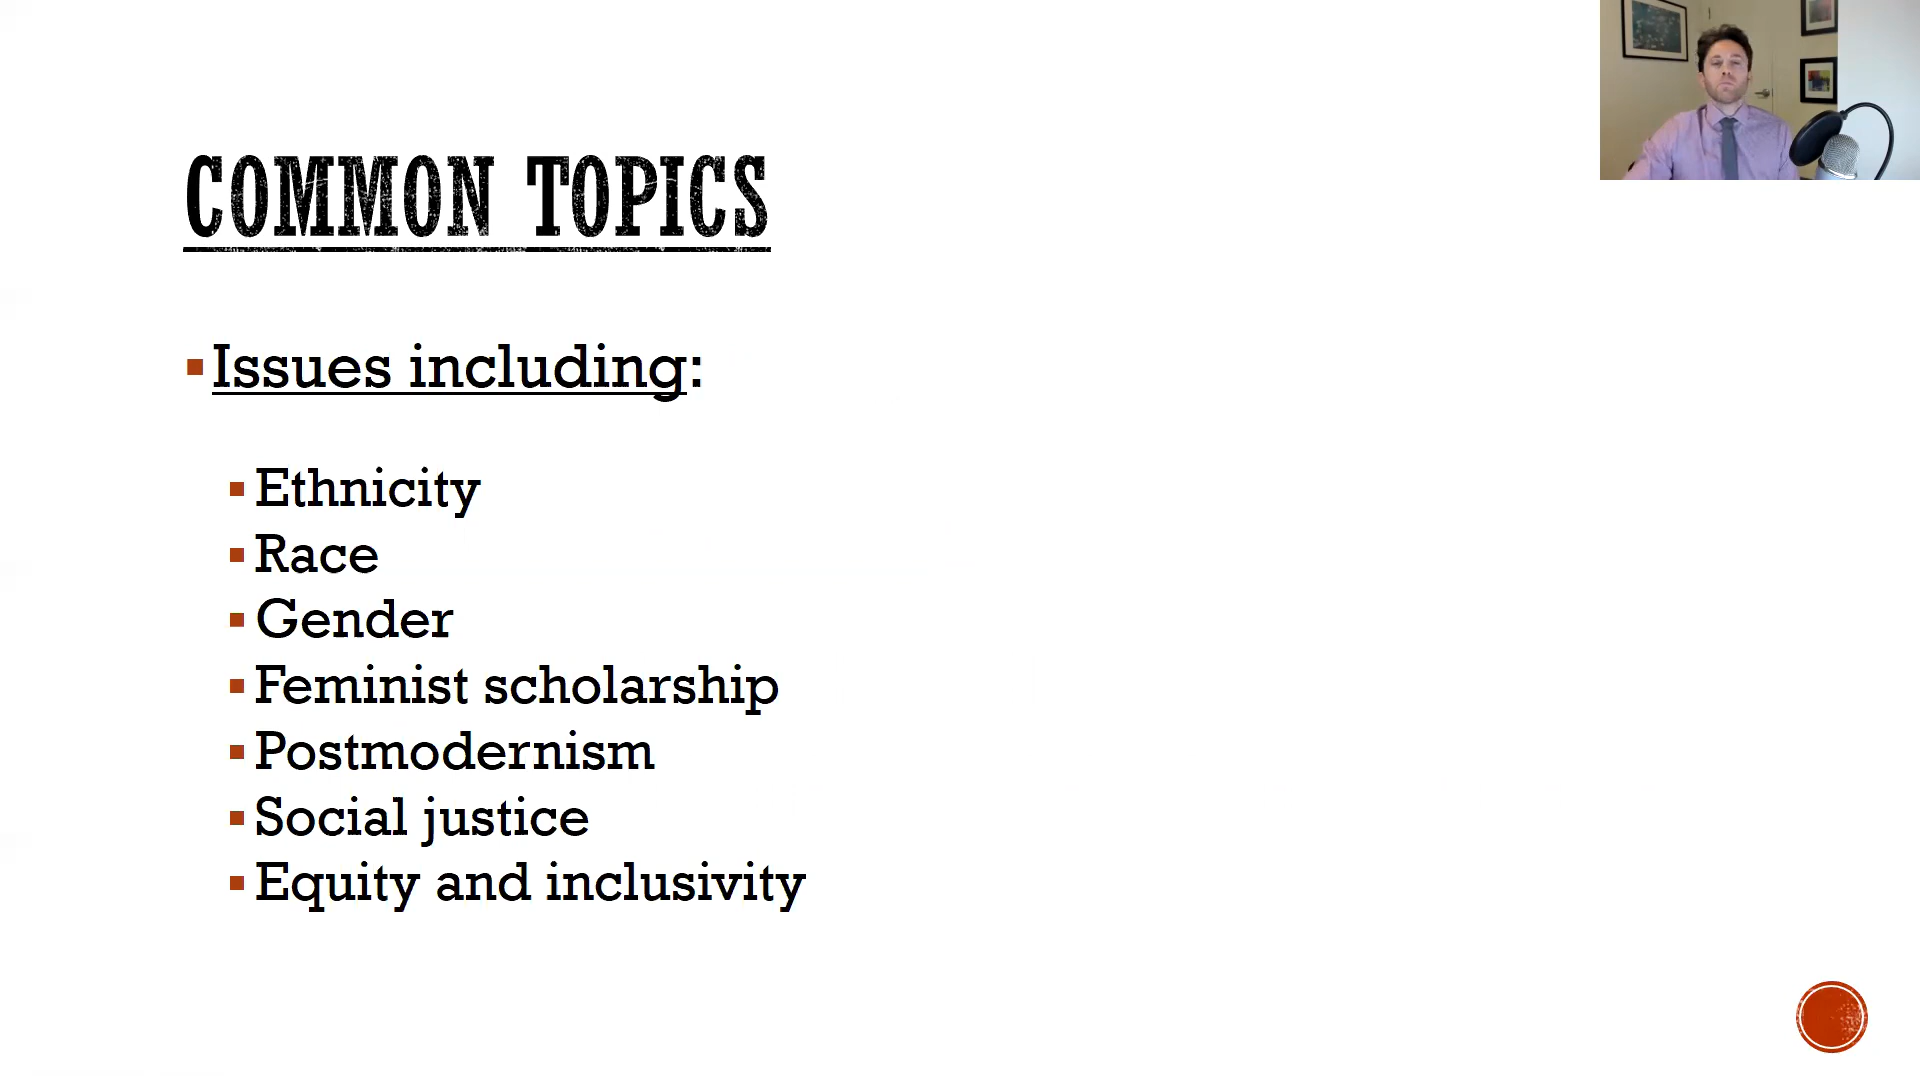 COMMON TOPICS
Issues including:
Ethnicity
Race
Gender
Feminist scholarship
Postmodernism
Social justice
Equity and inclusivity